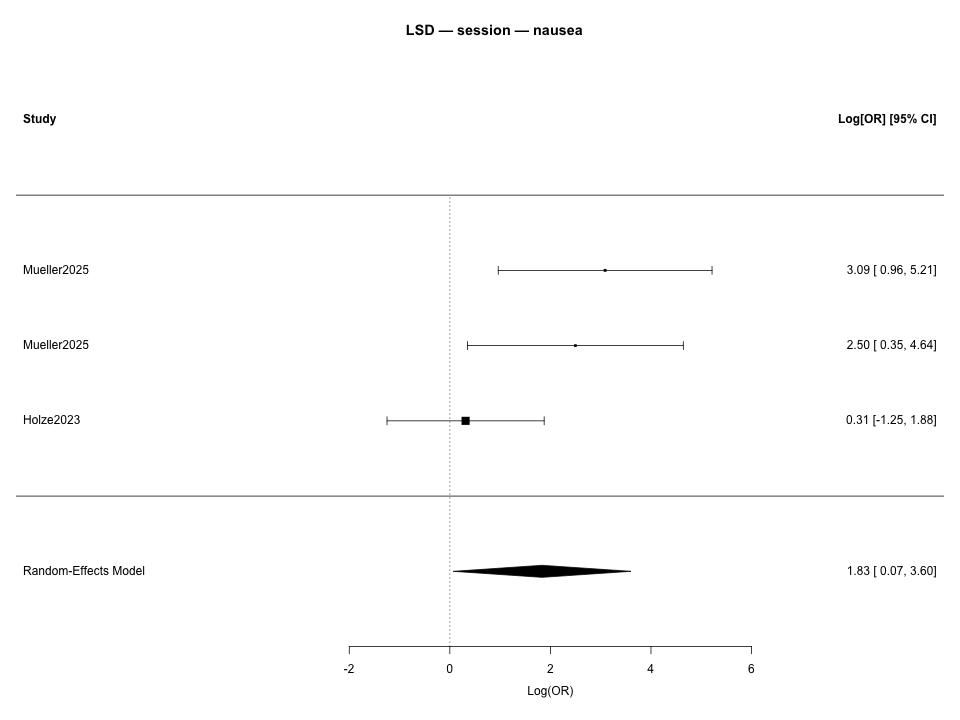 LSD — session — nausea
Study Log[OR] [95% CI]
Mueller2025 3.09 [ 0.96, 5.21]
Mueller2025 2.50 [ 0.35, 4.64]
Holze2023 0.31 [-1.25, 1.88]
Random-Effects Model 1.83 [ 0.07, 3.60]
-2 0 2 4 6
Log(OR)